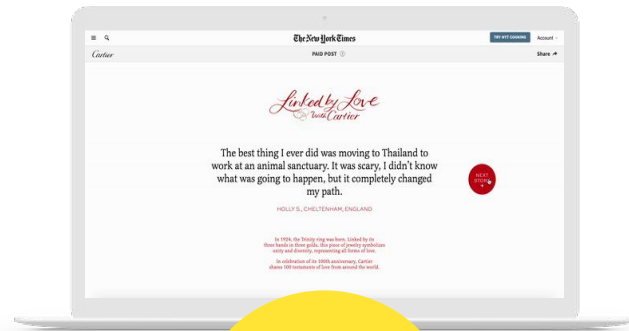 The New York Times
TRY NYT COOKING
Account
Cartier
PAID POST
Share
Linked by Love
With Cartier
The best thing I ever did was moving to Thailand to
work at an animal sanctuary. It was scary, I didn't know
what was going to happen, but it completely changed
my path.
NEXT
STORY
HOLLY S., CHELTENHAM, ENGLAND
In 1924, the Trinity ring was born. Linked by its
three bands in three golds, this piece of jewelry symbolizes
unity and diversity, representing all forms of love.
In celebration of its 100th anniversary, Cartier
shares 100 testaments of love from around the world.